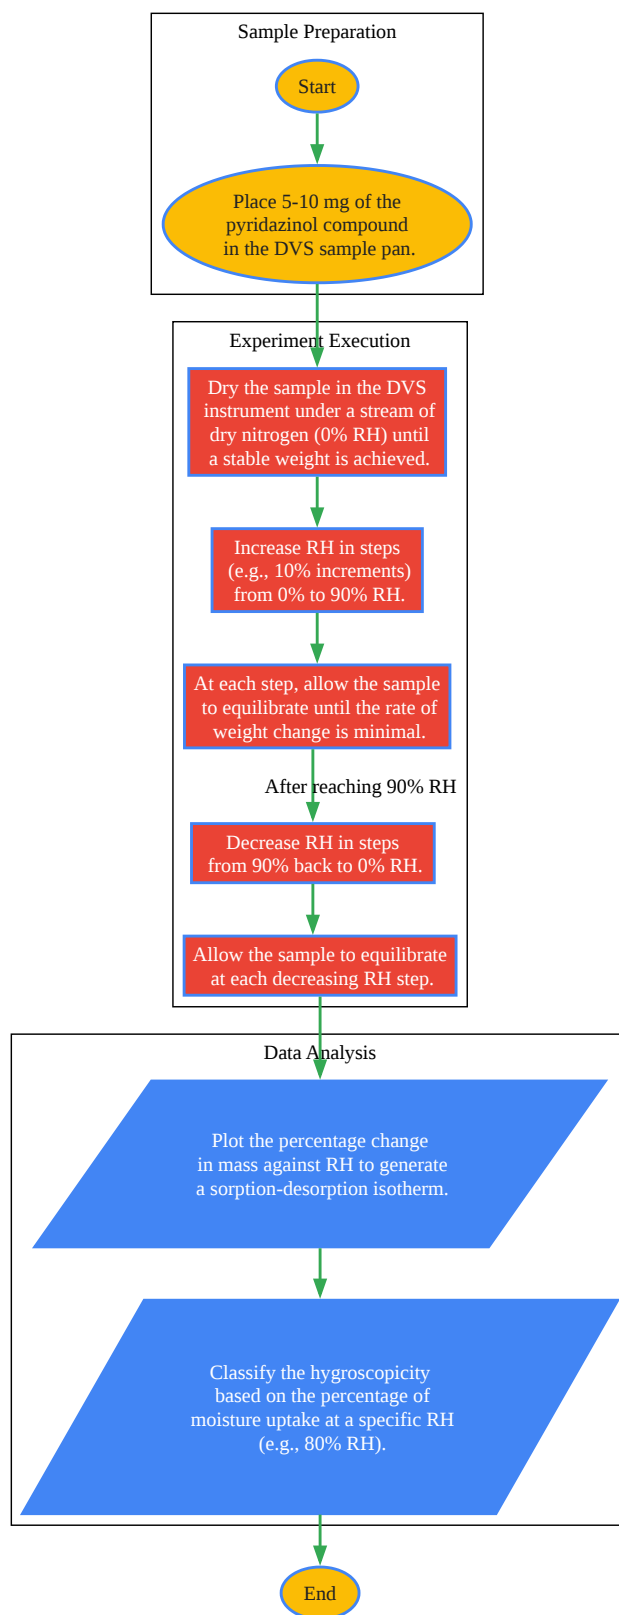 Sample Preparation
Start
Place 5-10 mg of the
pyridazinol compound
in the DVS sample pan.
Experiment Execution
Dry the sample in the DVS
instrument under a stream of
dry nitrogen (0% RH) until
a stable weight is achieved.
Increase RH in steps
(e.g., 10% increments)
from 0% to 90% RH.
At each step, allow the sample
to equilibrate until the rate of
weight change is minimal.
After reaching 90% RH
Decrease RH in steps
from 90% back to 0% RH.
Allow the sample to equilibrate
at each decreasing RH step.
Data Analysis
Plot the percentage change
in mass against RH to generate
a sorption-desorption isotherm.
Classify the hygroscopicity
based on the percentage of
moisture uptake at a specific RH
(e.g., 80% RH).
End